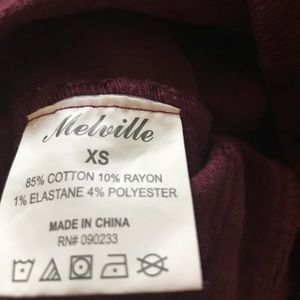 Melville
XS
85% COTTON 10% RAYON
1% ELASTANE 4% POLYESTER
MADE IN CHINA
RN# 090233